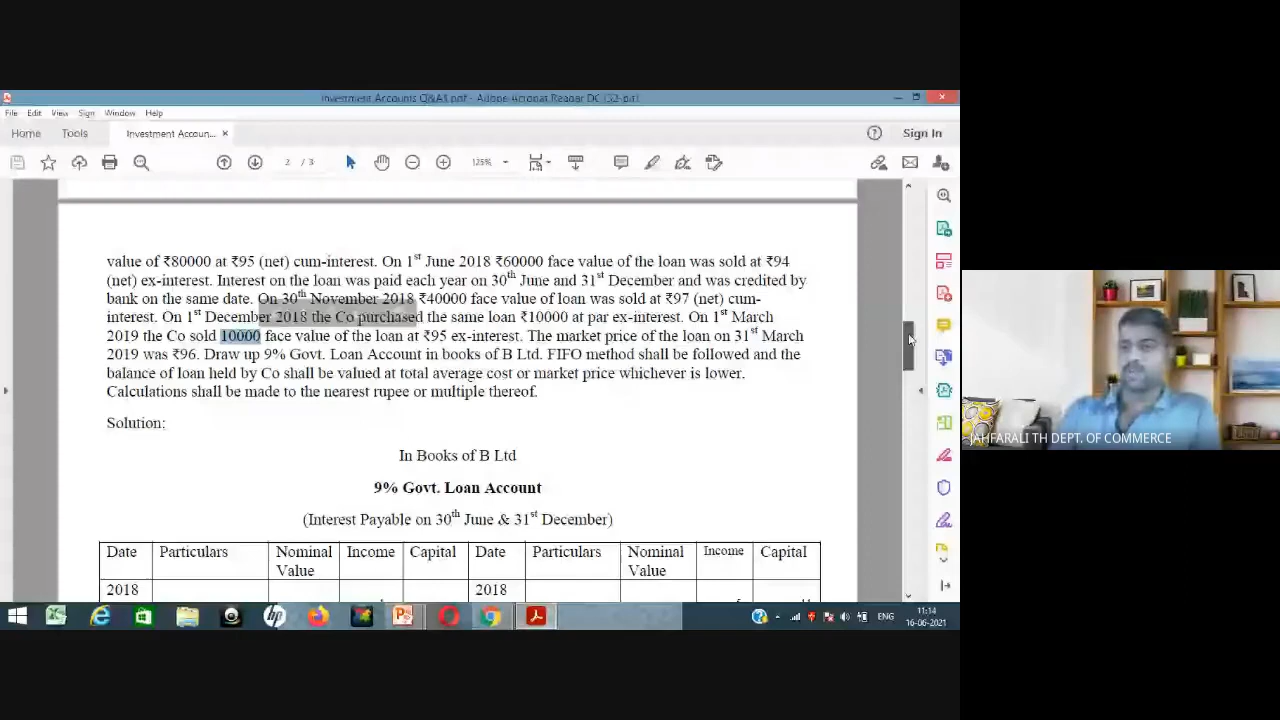 Investment Accounts Q&AS.pdf - Adobe Acrobat Reader DC (32-bit)
File Edit View Sign Window Help
Home Tools Investment Accoun... × Sign In
2 / 3 125%
value of ₹80000 at ₹95 (net) cum-interest. On 1st June 2018 ₹60000 face value of the loan was sold at ₹94
(net) ex-interest. Interest on the loan was paid each year on 30th June and 31st December and was credited by
bank on the same date. On 30th November 2018 ₹40000 face value of loan was sold at ₹97 (net) cum-
interest. On 1st December 2018 the Co purchased the same loan ₹10000 at par ex-interest. On 1st March
2019 the Co sold 10000 face value of the loan at ₹95 ex-interest. The market price of the loan on 31st March
2019 was ₹96. Draw up 9% Govt. Loan Account in books of B Ltd. FIFO method shall be followed and the
balance of loan held by Co shall be valued at total average cost or market price whichever is lower.
Calculations shall be made to the nearest rupee or multiple thereof.
Solution:
In Books of B Ltd
9% Govt. Loan Account
(Interest Payable on 30th June & 31st December)
Date Particulars Nominal Value Income Capital Date Particulars Nominal Value Income Capital
2018 2018
JAHFARALI TH DEPT. OF COMMERCE
ENG
11:14
16-06-2021